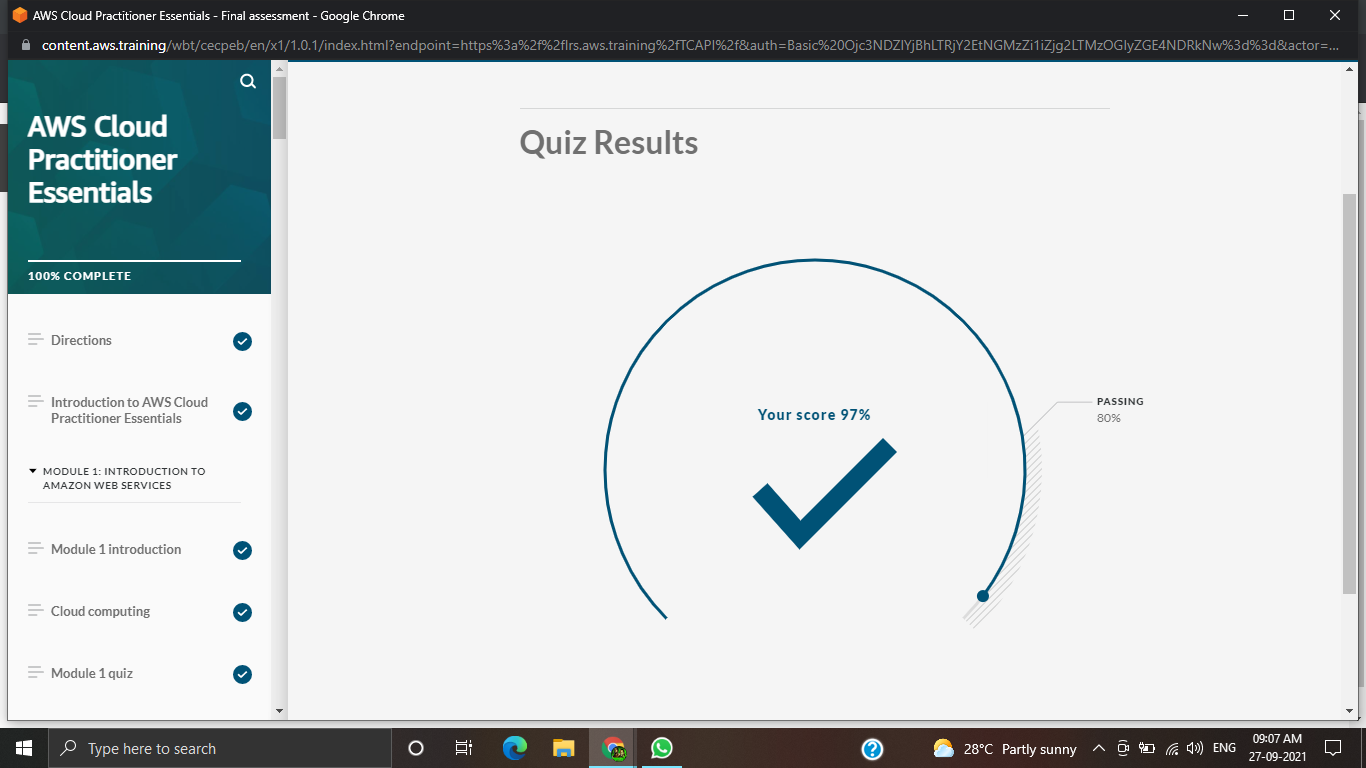 AWS Cloud Practitioner Essentials - Final assessment - Google Chrome
content.aws.training/wbt/cecpeb/en/x1/1.0.1/index.html?endpoint=https%3a%2f%2flrs.aws.training%2fTCAPI%2f&auth=Basic%20Ojc3NDZlYjBhLTRjY2EtNGMzZi1iZjg2LTMzOGIyZGE4NDRkNw%3d%3d&actor=...
AWS Cloud
Practitioner
Essentials
100% COMPLETE
Directions
Introduction to AWS Cloud
Practitioner Essentials
MODULE 1: INTRODUCTION TO
AMAZON WEB SERVICES
Module 1 introduction
Cloud computing
Module 1 quiz
Quiz Results
Your score 97%
PASSING
80%
Type here to search
28°C Partly sunny
ENG
09:07 AM
27-09-2021